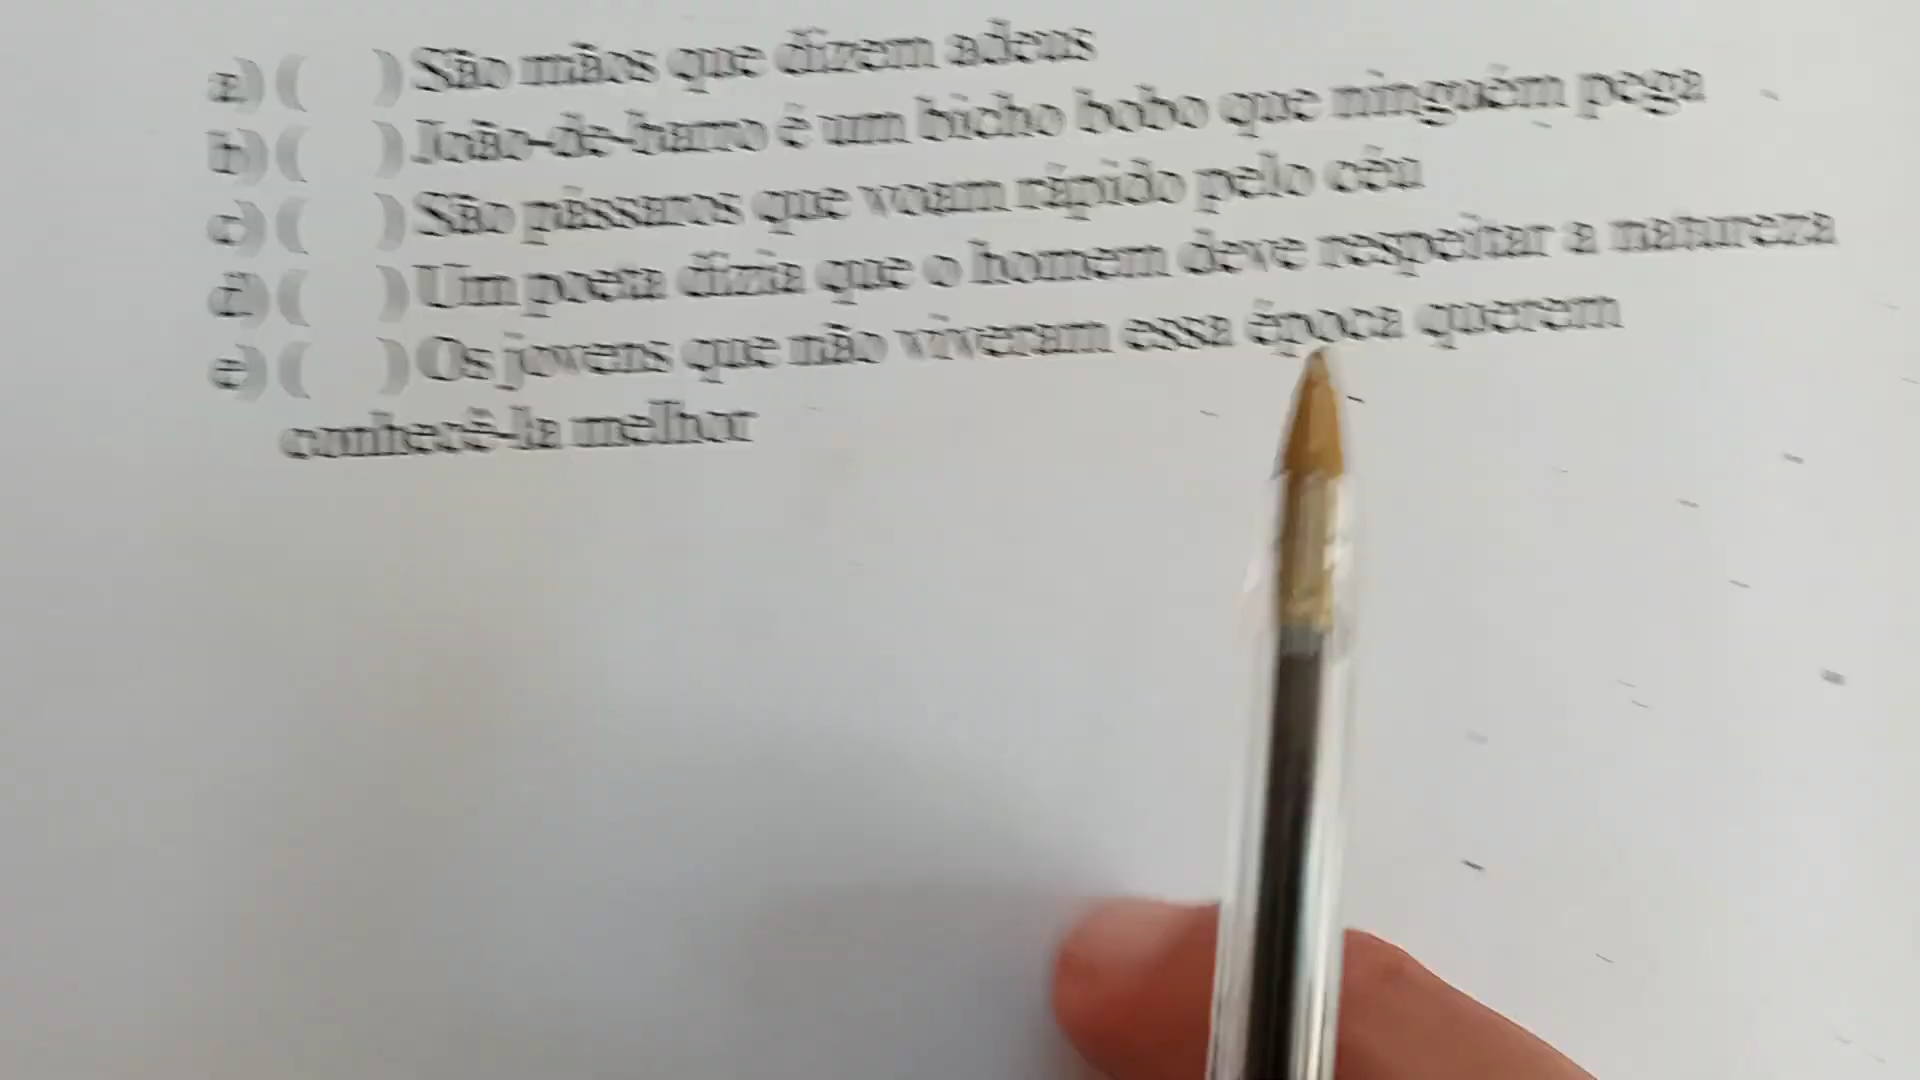 a) ( ) São mãos que dizem adeus
b) ( ) João-de-barro é um bicho bobo que ninguém pega
c) ( ) São pássaros que voam rápido pelo céu
d) ( ) Um poeta dizia que o homem deve respeitar a natureza
e) ( ) Os jovens que não viveram essa época querem
conhecê-la melhor